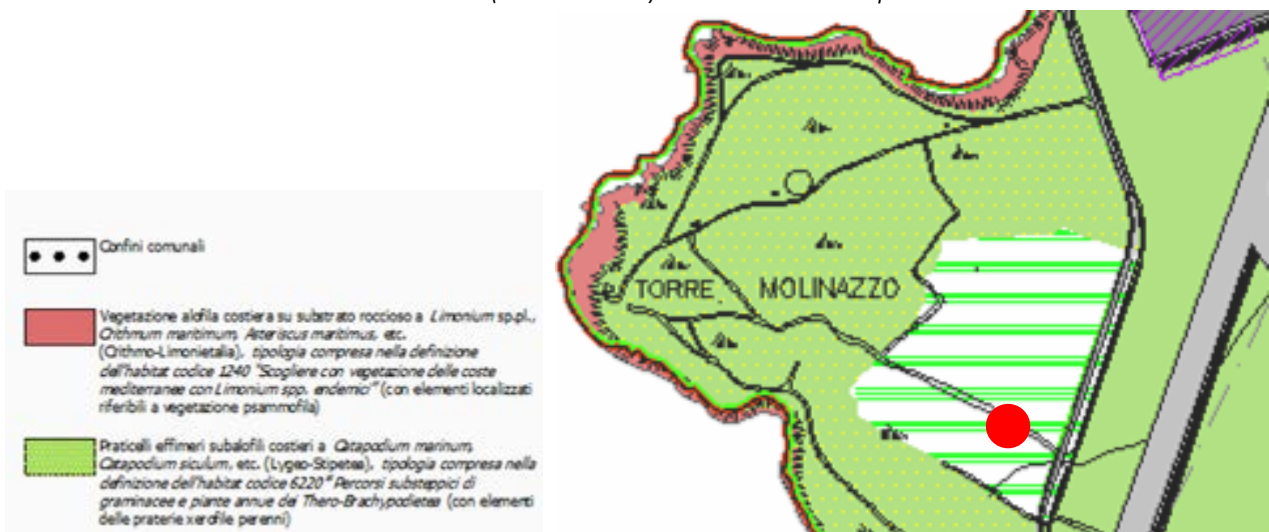 Confini comunali
Vegetazione alofila costiera su substrato roccioso a Limonium sp.pl.,
Crithmum maritimum, Asteriscus maritimus, etc.
(Crithmo-Limonietalia), tipologia compresa nella definizione
dell'habitat codice 1240 "Scogliere con vegetazione delle coste
mediterranee con Limonium spp. endemici" (con elementi localizzati
riferibili a vegetazione psammofila)
Praticelli effimeri subalofili costieri a Catapodium marinum,
Catapodium siculum, etc. (Lygeo-Stipetea), tipologia compresa nella
definizione dell'habitat codice 6220* Percorsi substeppici di
graminacee e piante annue dei Thero-Brachypodietea (con elementi
delle praterie xerofile perenni)
TORRE MOLINAZZO